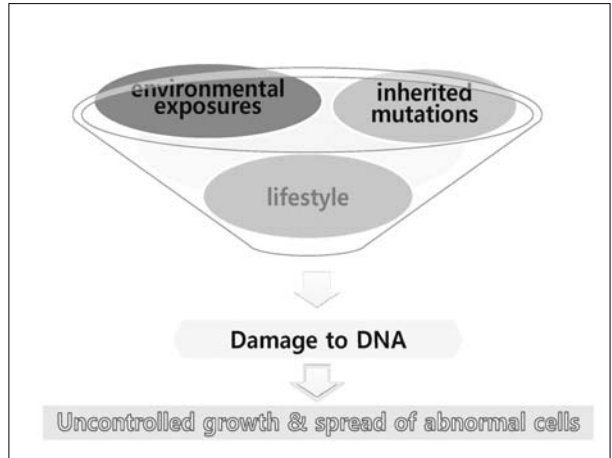 environmental
exposures
inherited
mutations
lifestyle
Damage to DNA
Uncontrolled growth & spread of abnormal cells